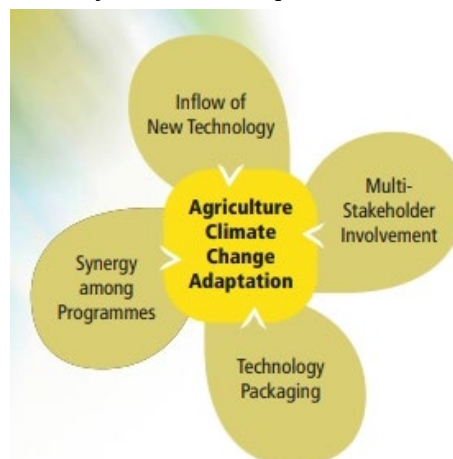 Inflow of
New Technology
Multi-
Stakeholder
Involvement
Agriculture
Climate
Change
Adaptation
Synergy
among
Programmes
Technology
Packaging